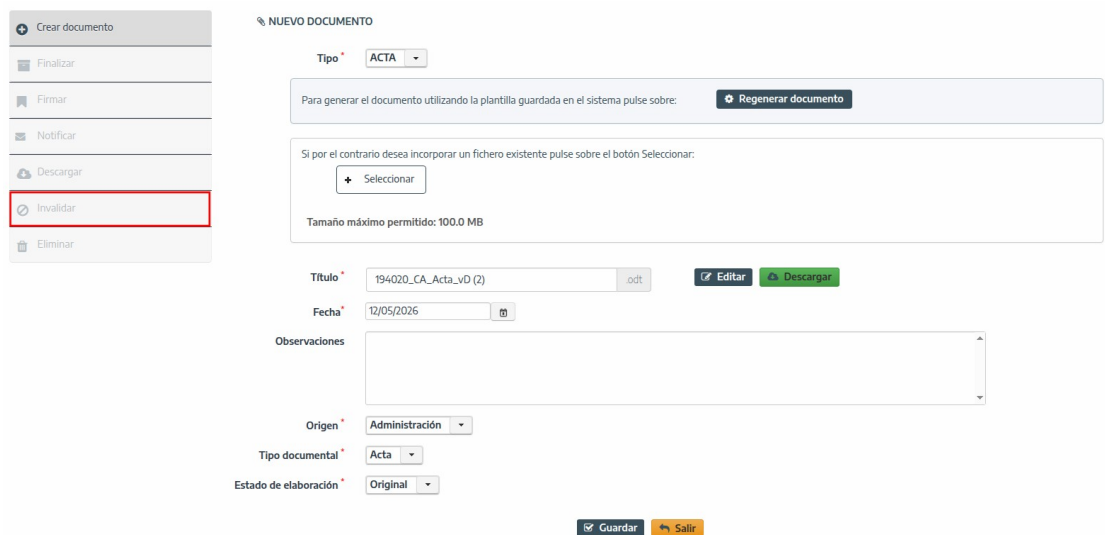 Crear documento
Finalizar
Firmar
Notificar
Descargar
Invalidar
Eliminar
NUEVO DOCUMENTO
Tipo * ACTA
Para generar el documento utilizando la plantilla guardada en el sistema pulse sobre: Regenerar documento
Si por el contrario desea incorporar un fichero existente pulse sobre el botón Seleccionar:
+ Seleccionar
Tamaño máximo permitido: 100.0 MB
Título * 194020_CA_Acta_vD (2) .odt Editar Descargar
Fecha* 12/05/2026
Observaciones
Origen * Administración
Tipo documental * Acta
Estado de elaboración * Original
Guardar Salir